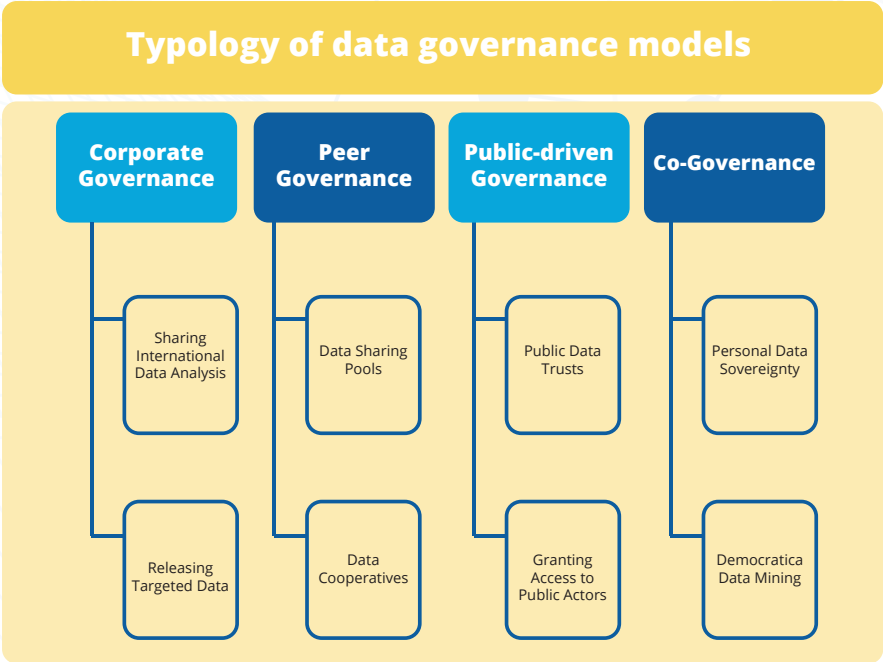 Typology of data governance models
Corporate
Governance
Peer
Governance
Public-driven
Governance
Co-Governance
Sharing
International
Data Analysis
Data Sharing
Pools
Public Data
Trusts
Personal Data
Sovereignty
Releasing
Targeted Data
Data
Cooperatives
Granting
Access to
Public Actors
Democratica
Data Mining